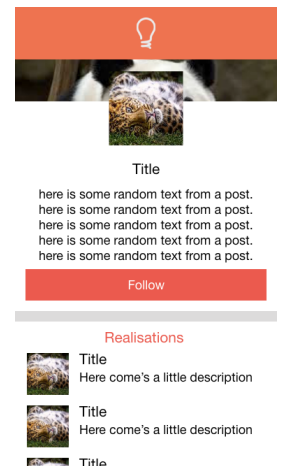 Title
here is some random text from a post.
here is some random text from a post.
here is some random text from a post.
here is some random text from a post.
here is some random text from a post.
Follow
Realisations
Title
Here come's a little description
Title
Here come's a little description
Title